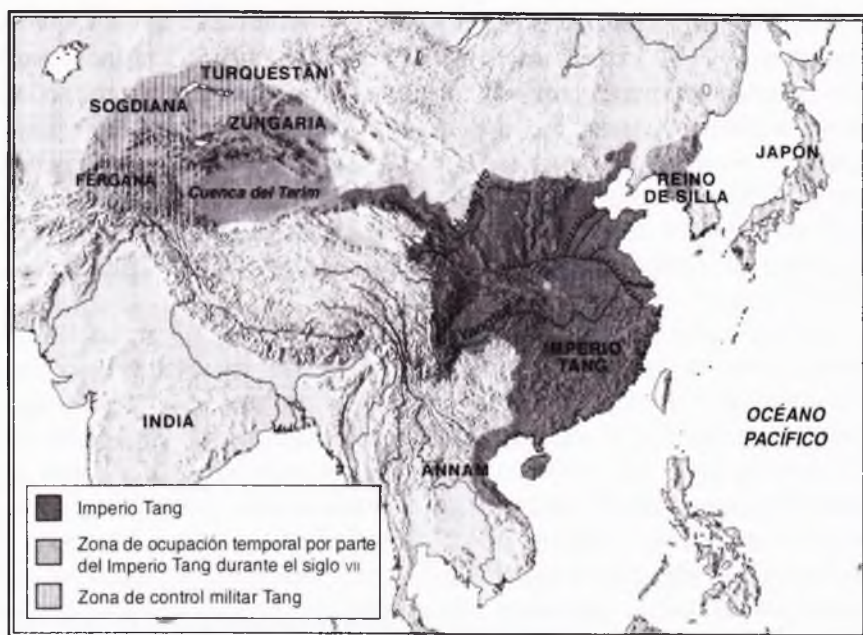 TURQUESTÁN
SOGDIANA
ZUNGARIA
FERGANA
Cuenca del Tarim
JAPÓN
REINO
DE SILLA
IMPERIO
TANG
INDIA
OCÉANO
PACÍFICO
ANNAM
Imperio Tang
Zona de ocupación temporal por parte
del Imperio Tang durante el siglo VII
Zona de control militar Tang